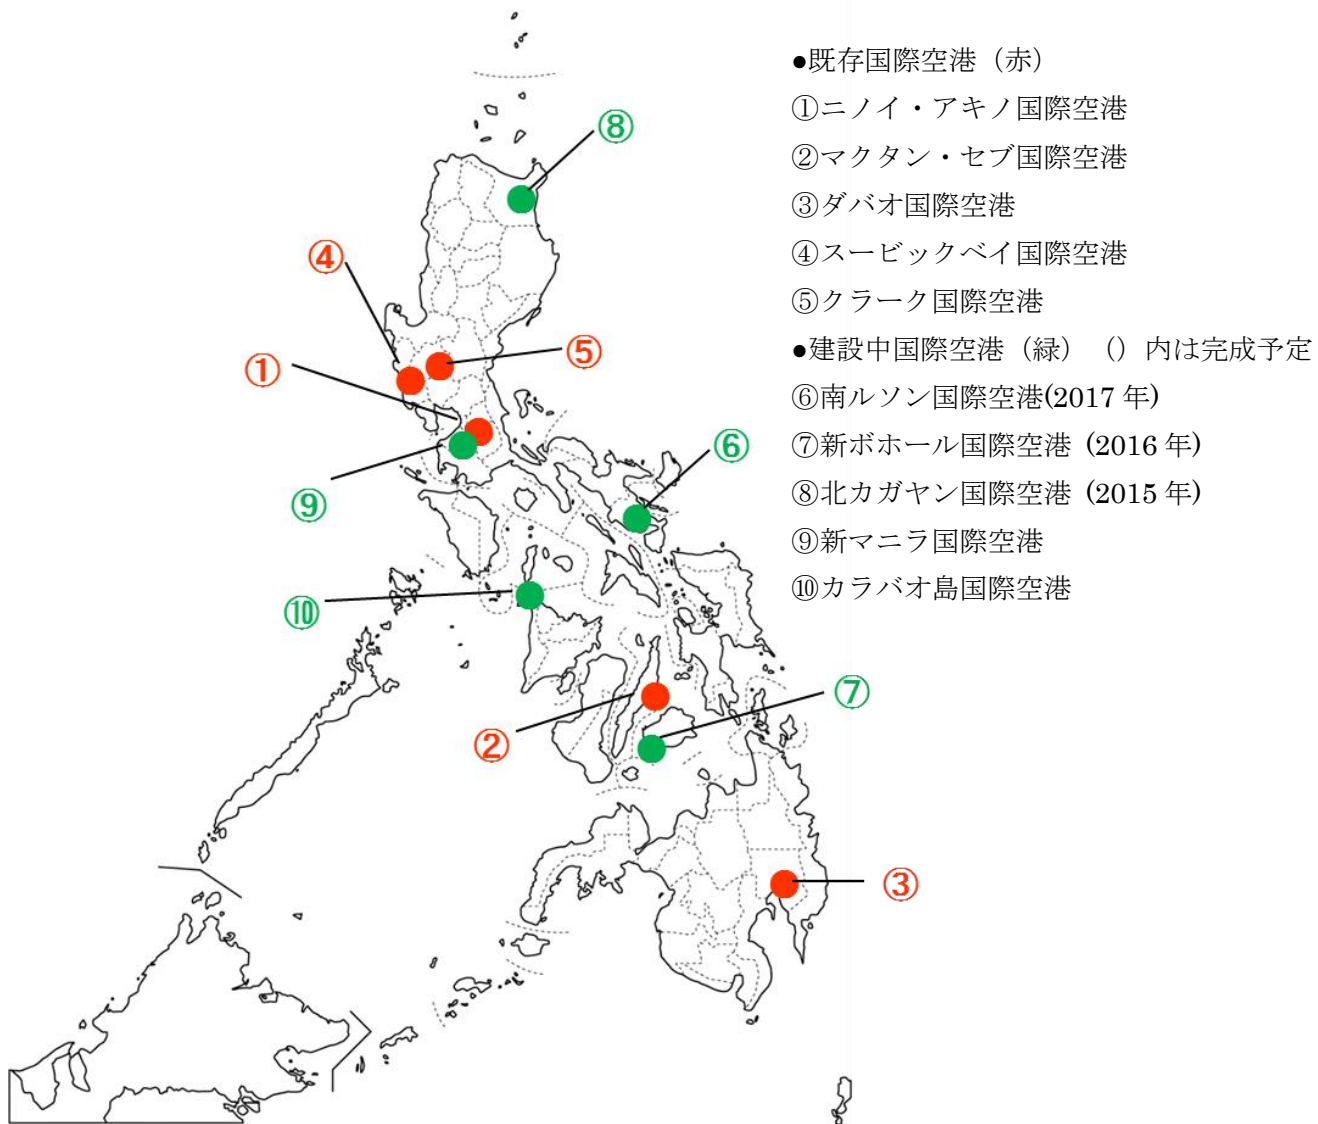 ●既存国際空港（赤）
①ニノイ・アキノ国際空港
②マクタン・セブ国際空港
③ダバオ国際空港
④スービックベイ国際空港
⑤クラーク国際空港
●建設中国際空港（緑）（）内は完成予定
⑥南ルソン国際空港(2017 年)
⑦新ボホール国際空港 (2016 年)
⑧北カガヤン国際空港 (2015 年)
⑨新マニラ国際空港
⑩カラバオ島国際空港
⑧
④
⑤
①
⑥
⑨
⑩
⑦
②
③